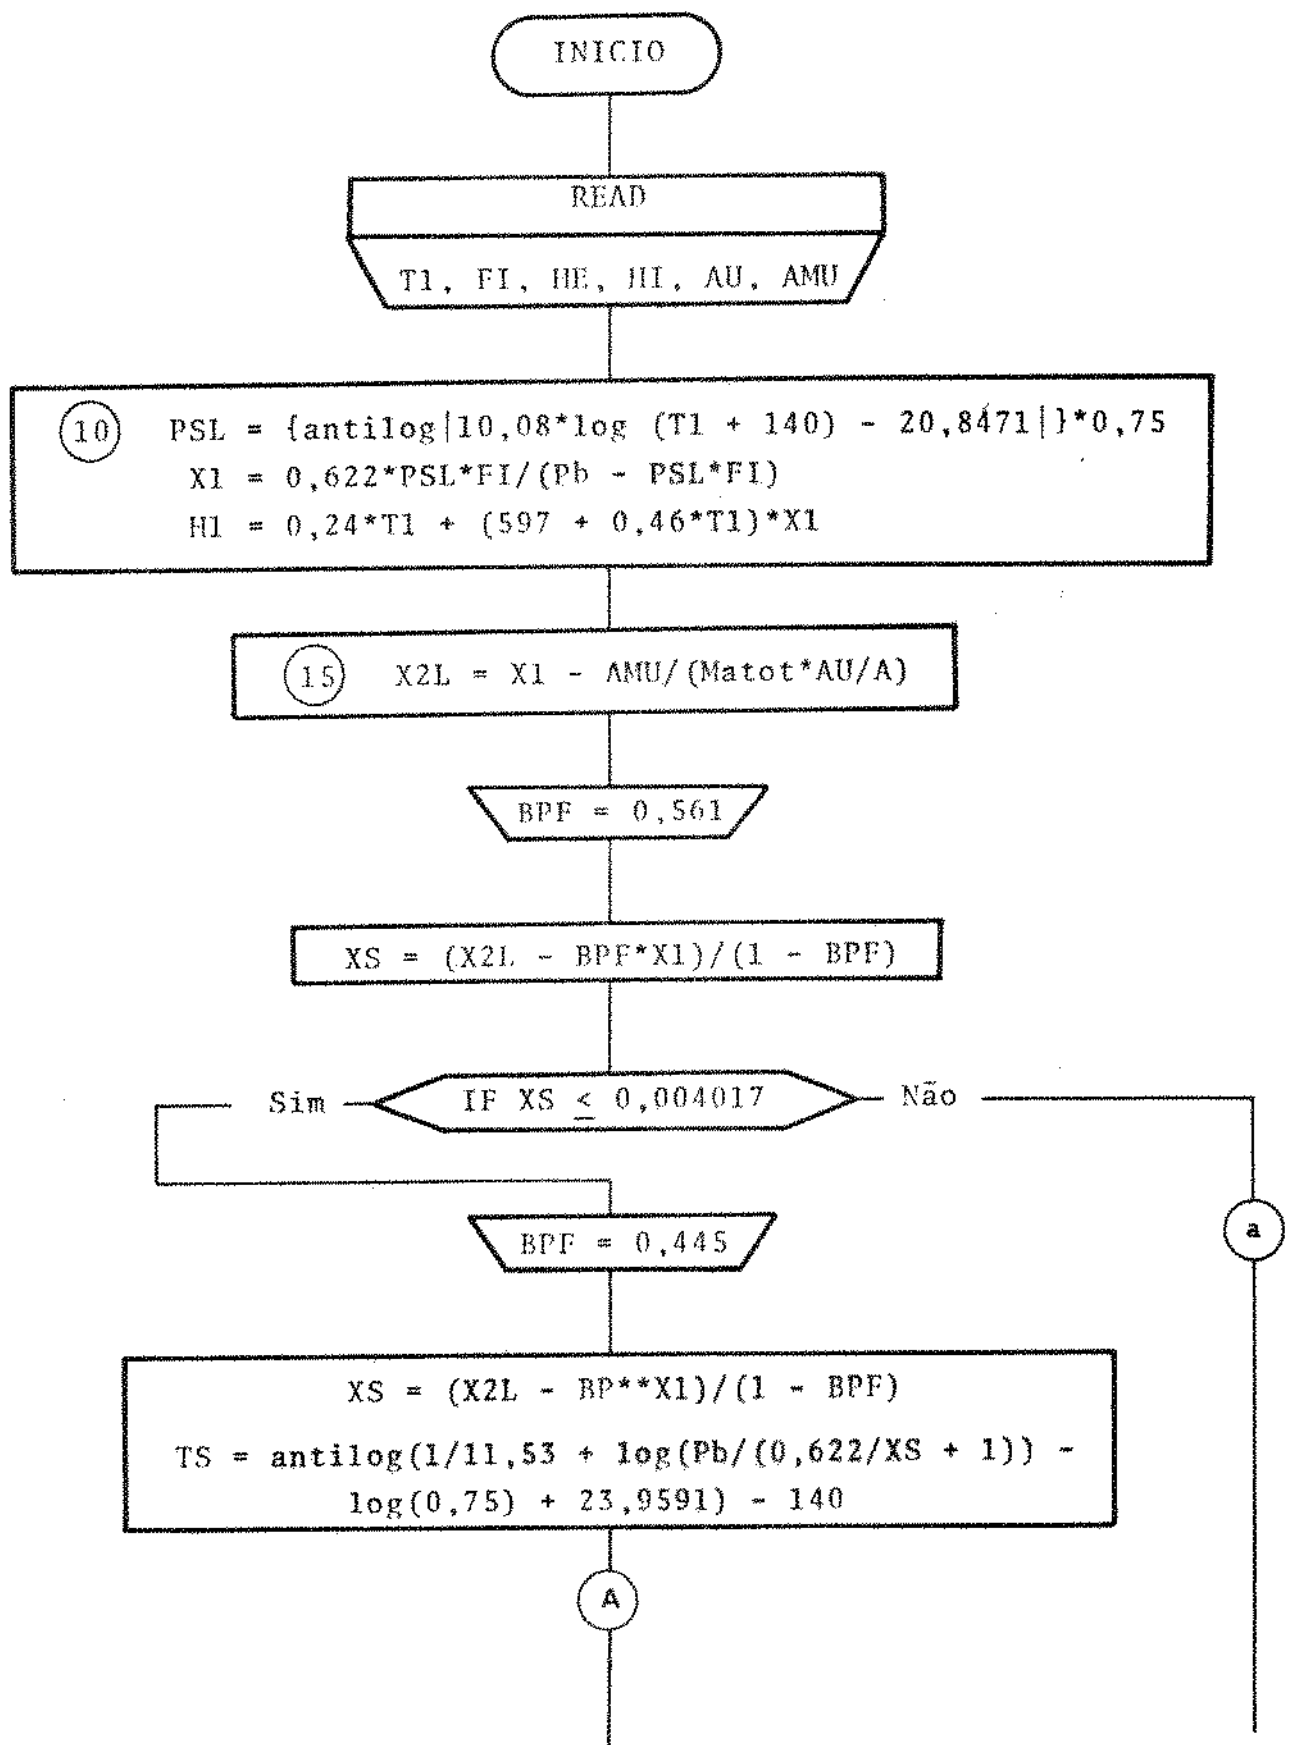 INICIO
READ
T1, FI, HE, HI, AU, AMU
10 PSL = {antilog|10,08*log (T1 + 140) - 20,8471|}*0,75
X1 = 0,622*PSL*FI/(Pb - PSL*FI)
H1 = 0,24*T1 + (597 + 0,46*T1)*X1
15 X2L = X1 - AMU/(Matot*AU/A)
BPF = 0,561
XS = (X2L - BPF*X1)/(1 - BPF)
Sim IF XS ≤ 0,004017 Não
a
BPF = 0,445
XS = (X2L - BP**X1)/(1 - BPF)
TS = antilog(1/11,53 + log(Pb/(0,622/XS + 1)) -
log(0,75) + 23,9591) - 140
A